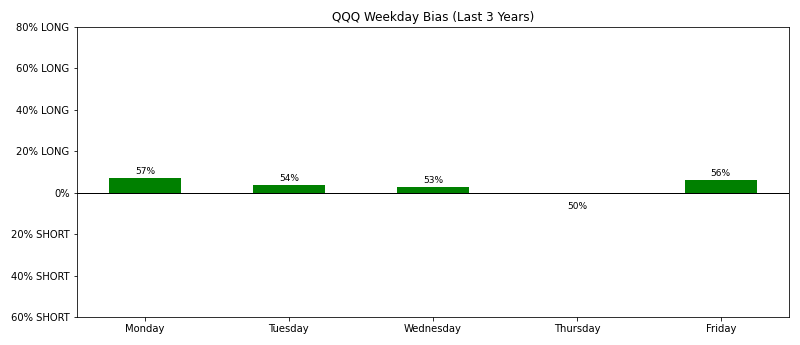 QQQ Weekday Bias (Last 3 Years)
80% LONG
60% LONG
40% LONG
20% LONG
0%
20% SHORT
40% SHORT
60% SHORT
57%
54%
53%
50%
56%
Monday
Tuesday
Wednesday
Thursday
Friday